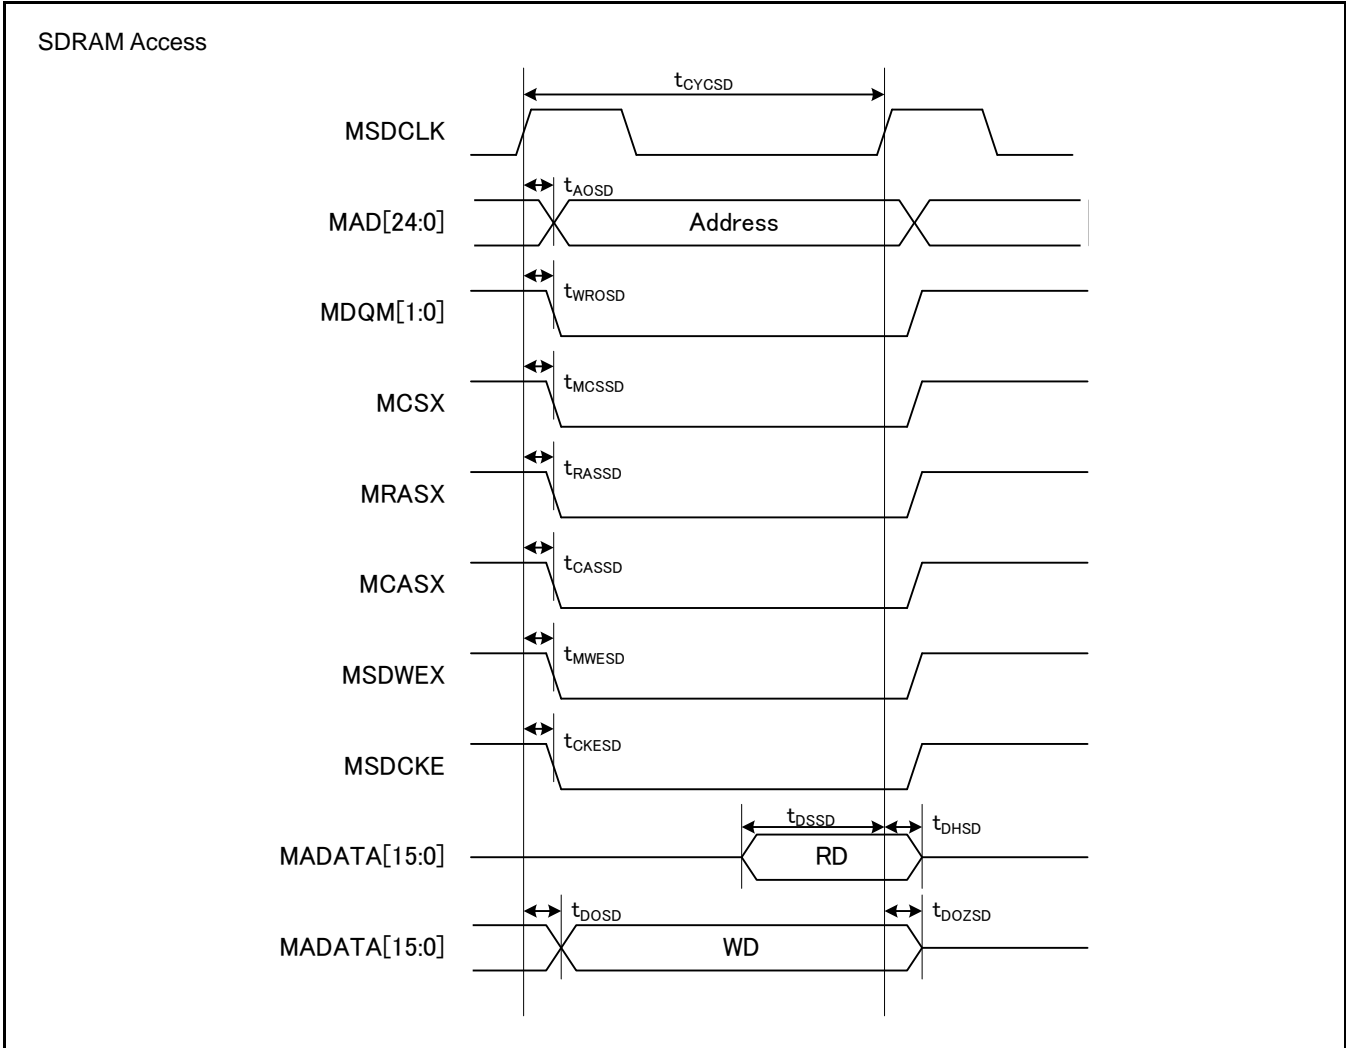 SDRAM Access
tCYCSD
MSDCLK
tAOSD
MAD[24:0]
Address
tWROSD
MDQM[1:0]
tMCSSD
MCSX
tRASSD
MRASX
tCASSD
MCASX
tMWESD
MSDWEX
tCKESD
MSDCKE
tDSSD
tDHSD
MADATA[15:0]
RD
tDOSD
tDOZSD
MADATA[15:0]
WD